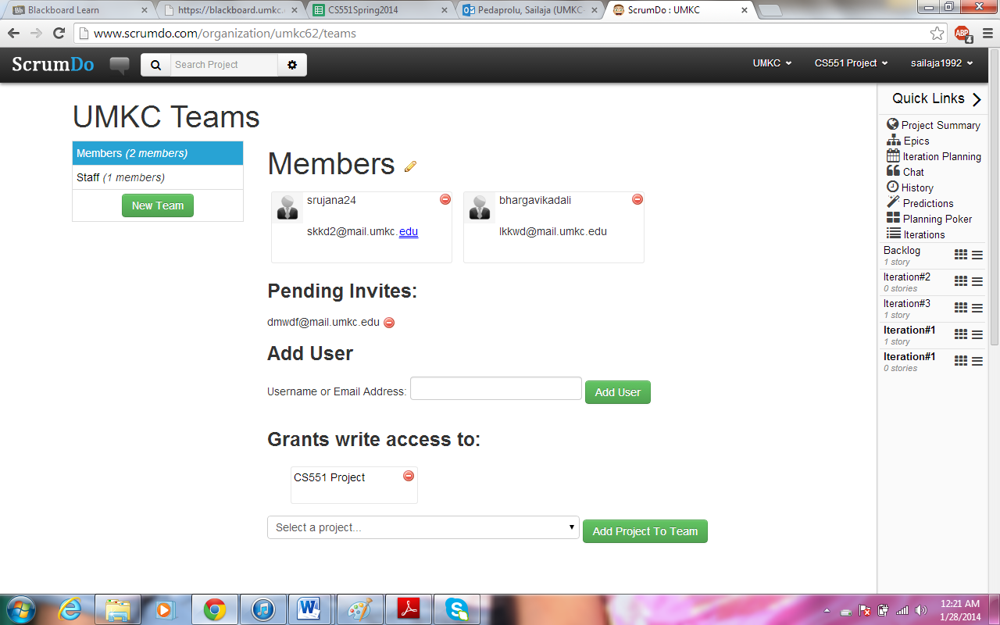 Blackboard Learn
https://blackboard.umkc.
CS551Spring2014
Pedaprolu, Sailaja (UMKC-
ScrumDo : UMKC
www.scrumdo.com/organization/umkc62/teams
ABP
4
ScrumDo
Search Project
UMKC
CS551 Project
sailaja1992
UMKC Teams
Members (2 members)
Staff (1 members)
New Team
Members
srujana24
skkd2@mail.umkc.edu
bhargavikadali
lkkwd@mail.umkc.edu
Pending Invites:
dmwdf@mail.umkc.edu
Add User
Username or Email Address:
Add User
Grants write access to:
CS551 Project
Select a project...
Add Project To Team
Quick Links
Project Summary
Epics
Iteration Planning
Chat
History
Predictions
Planning Poker
Iterations
Backlog
1 story
Iteration#2
0 stories
Iteration#3
1 story
Iteration#1
1 story
Iteration#1
0 stories
12:21 AM
1/28/2014